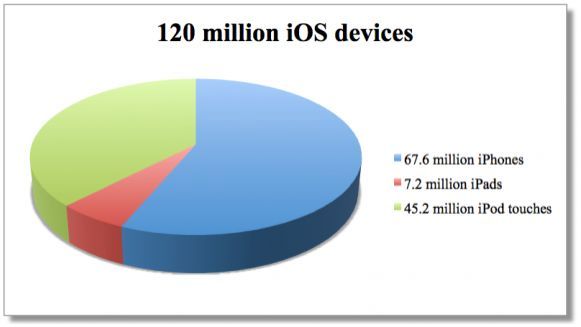 120 million iOS devices
67.6 million iPhones
7.2 million iPads
45.2 million iPod touches